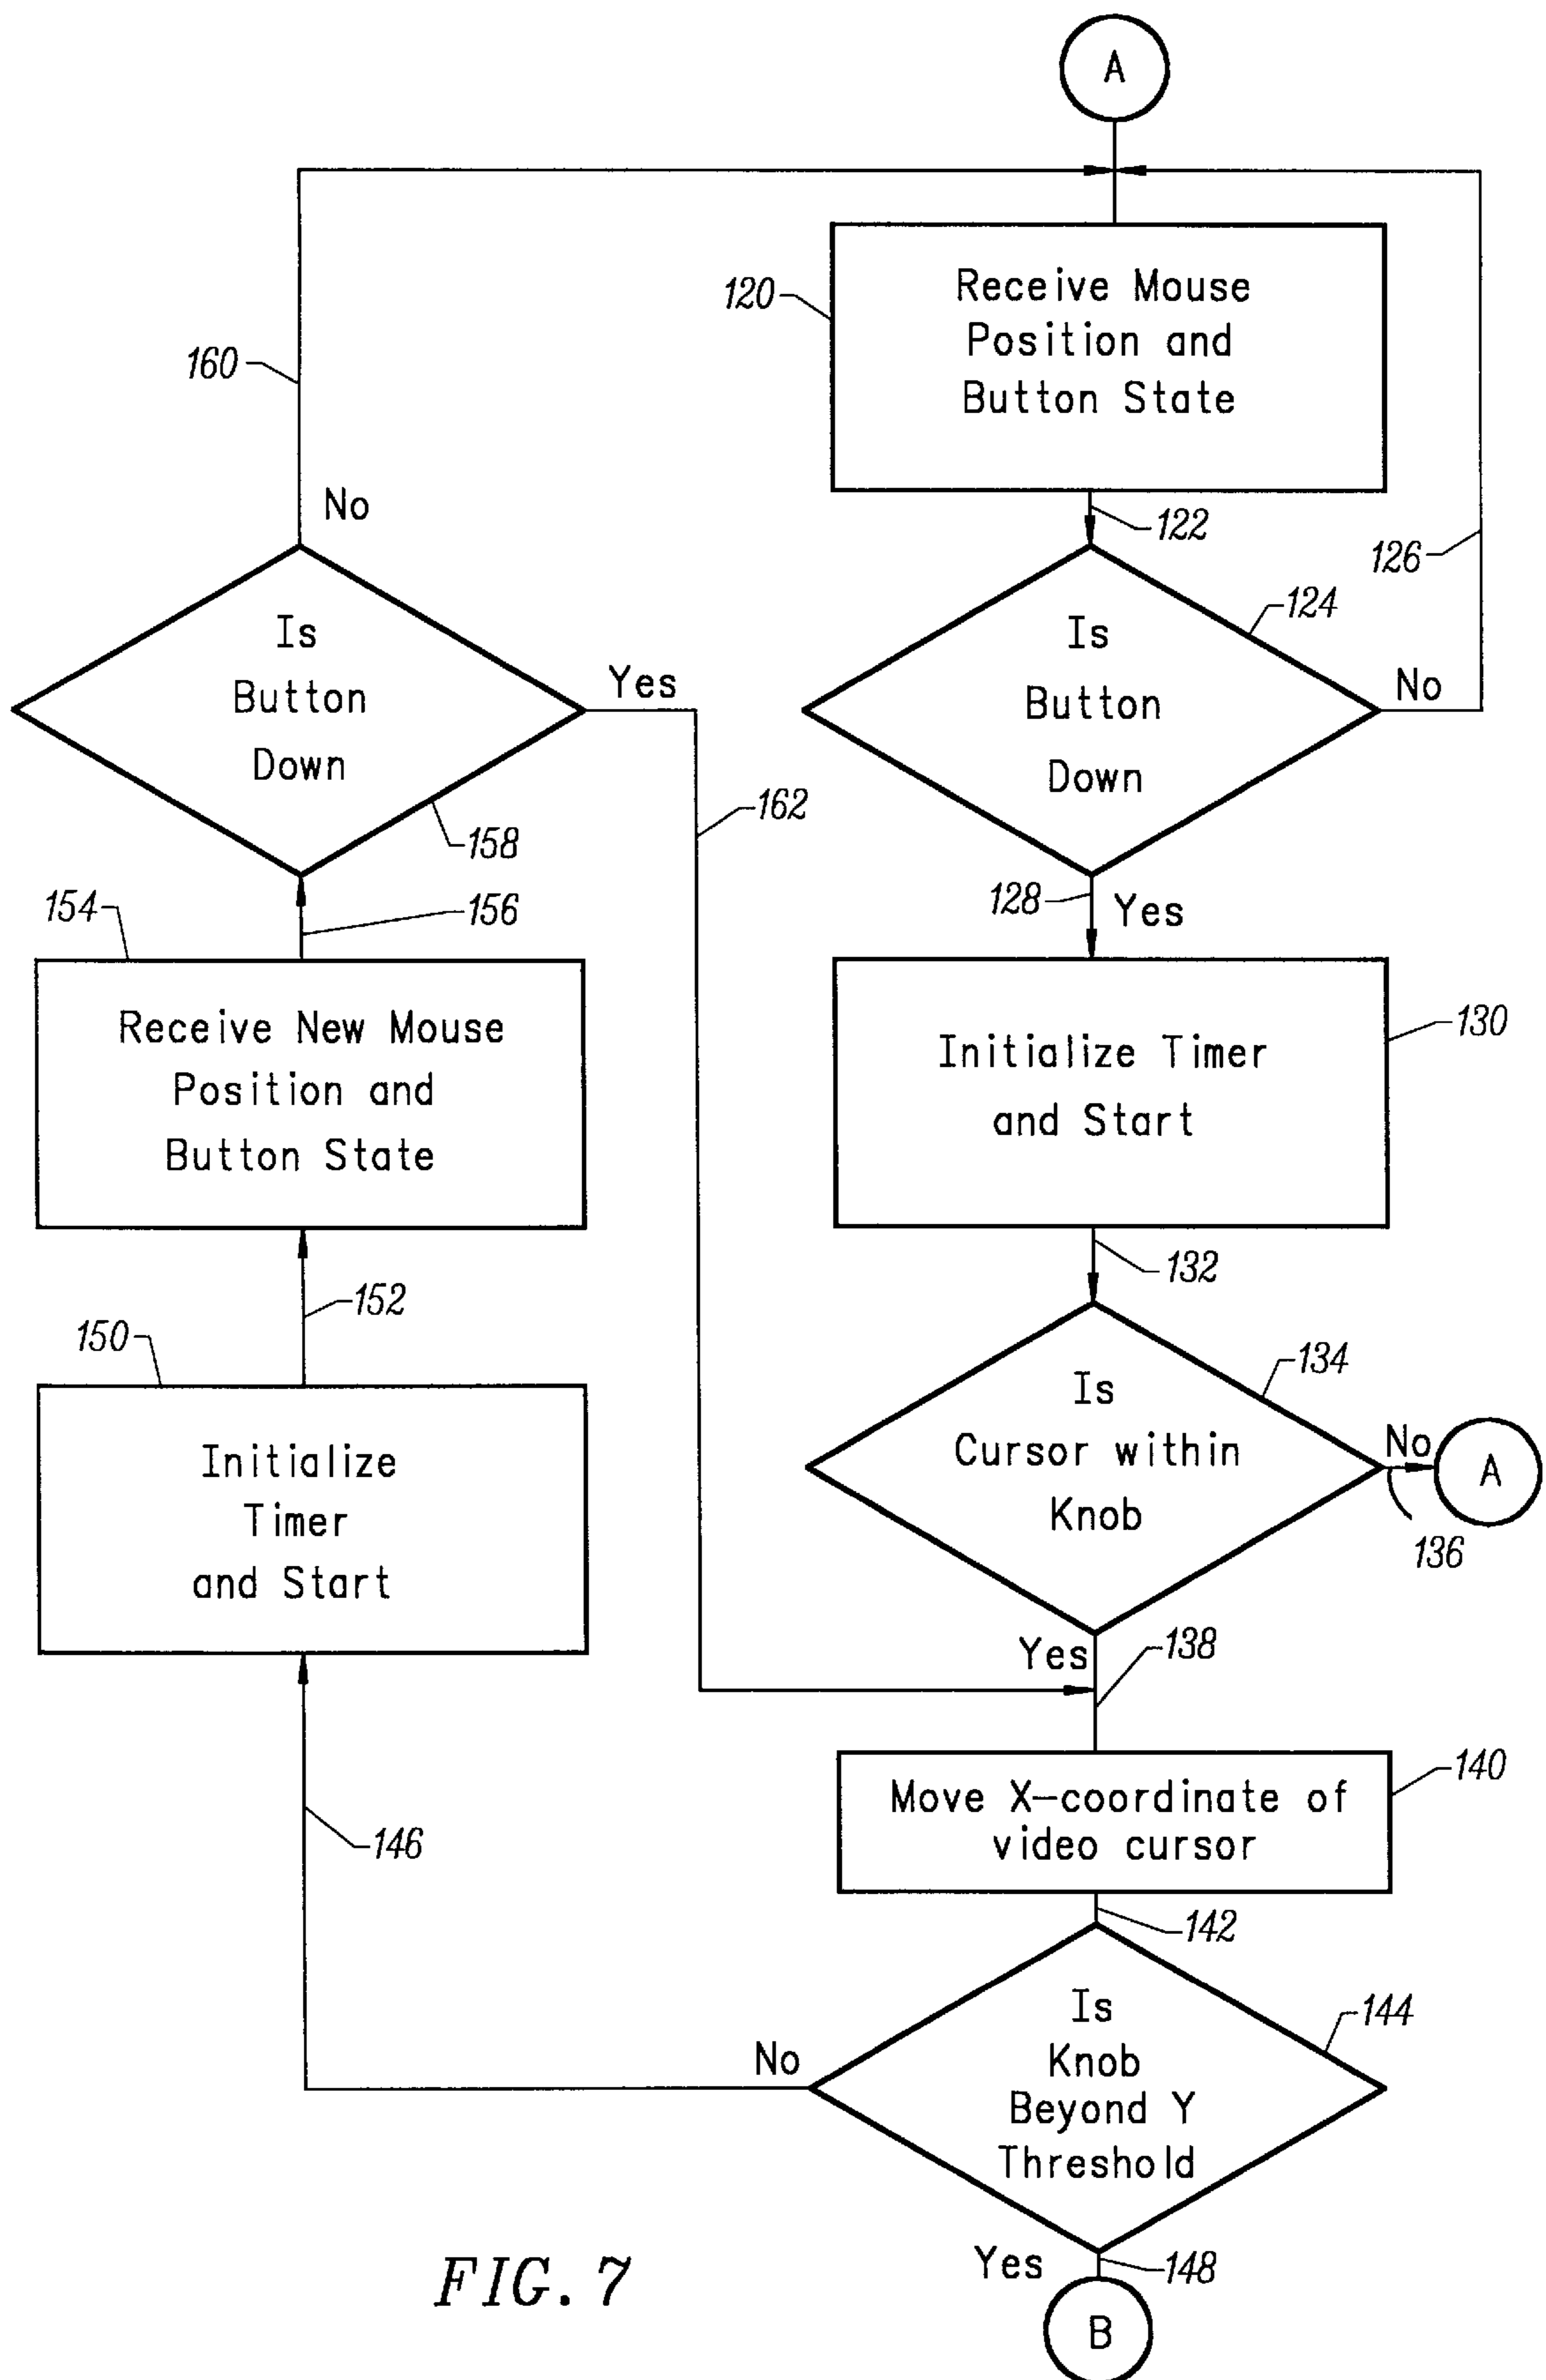 A
120
Receive Mouse
Position and
Button State
160
No
122
126
124
Is
Button
Down
No
Is
Button
Down
Yes
162
158
128
Yes
154
156
Receive New Mouse
Position and
Button State
130
Initialize Timer
and Start
132
152
150
134
Is
Cursor within
Knob
No
A
136
Initialize
Timer
and Start
Yes
138
140
Move X-coordinate of
video cursor
146
142
144
Is
Knob
Beyond Y
Threshold
No
Yes
148
B
FIG. 7